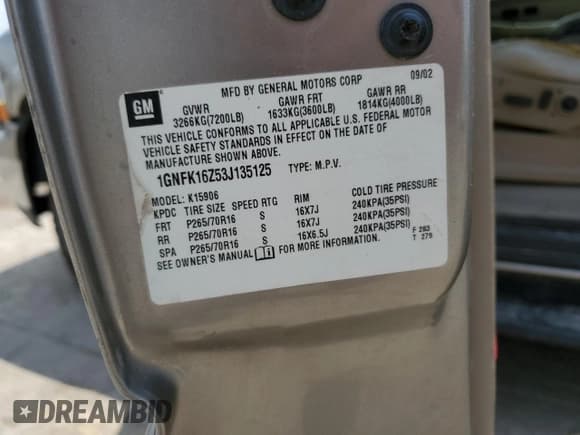 GM
MFD BY GENERAL MOTORS CORP 09/02
GVWR GAWR FRT GAWR RR
3266KG(7200LB) 1633KG(3600LB) 1814KG(4000LB)
THIS VEHICLE CONFORMS TO ALL APPLICABLE U.S. FEDERAL MOTOR
VEHICLE SAFETY STANDARDS IN EFFECT ON THE DATE OF
MANUFACTURE SHOWN ABOVE.
1GNFK16Z53J135125 TYPE: M.P.V.
MODEL: K15906
KPDC TIRE SIZE SPEED RTG RIM COLD TIRE PRESSURE
FRT P265/70R16 S 16X7J 240KPA(35PSI)
RR P265/70R16 S 16X7J 240KPA(35PSI)
SPA P265/70R16 S 16X6.5J 240KPA(35PSI)
SEE OWNER'S MANUAL FOR MORE INFORMATION.
F 283
T 279
DREAMBID